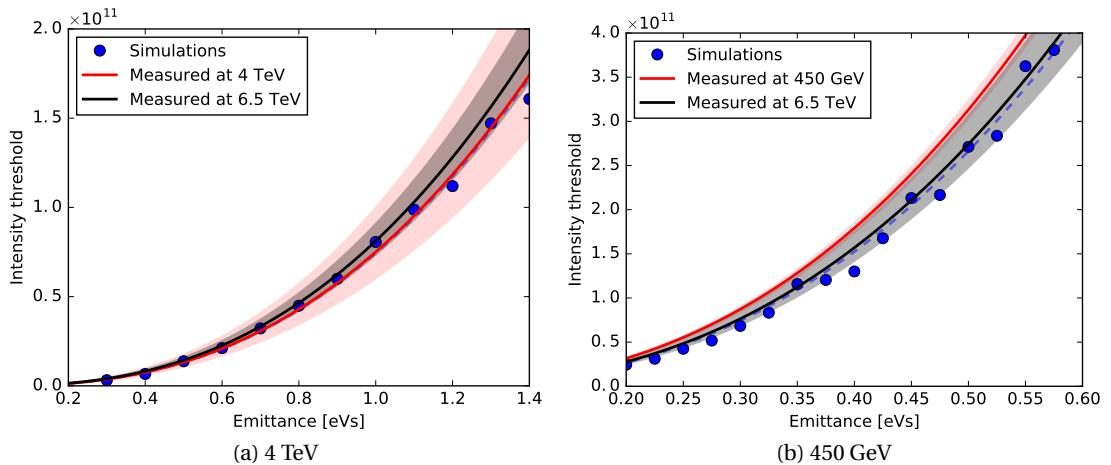 ×10¹¹
2.0
1.5
1.0
0.5
0.0
Intensity threshold
Simulations
Measured at 4 TeV
Measured at 6.5 TeV
0.2 0.4 0.6 0.8 1.0 1.2 1.4
Emittance [eVs]
(a) 4 TeV
×10¹¹
4.0
3.5
3.0
2.5
2.0
1.5
1.0
0.5
0.0
Intensity threshold
Simulations
Measured at 450 GeV
Measured at 6.5 TeV
0.20 0.25 0.30 0.35 0.40 0.45 0.50 0.55 0.60
Emittance [eVs]
(b) 450 GeV